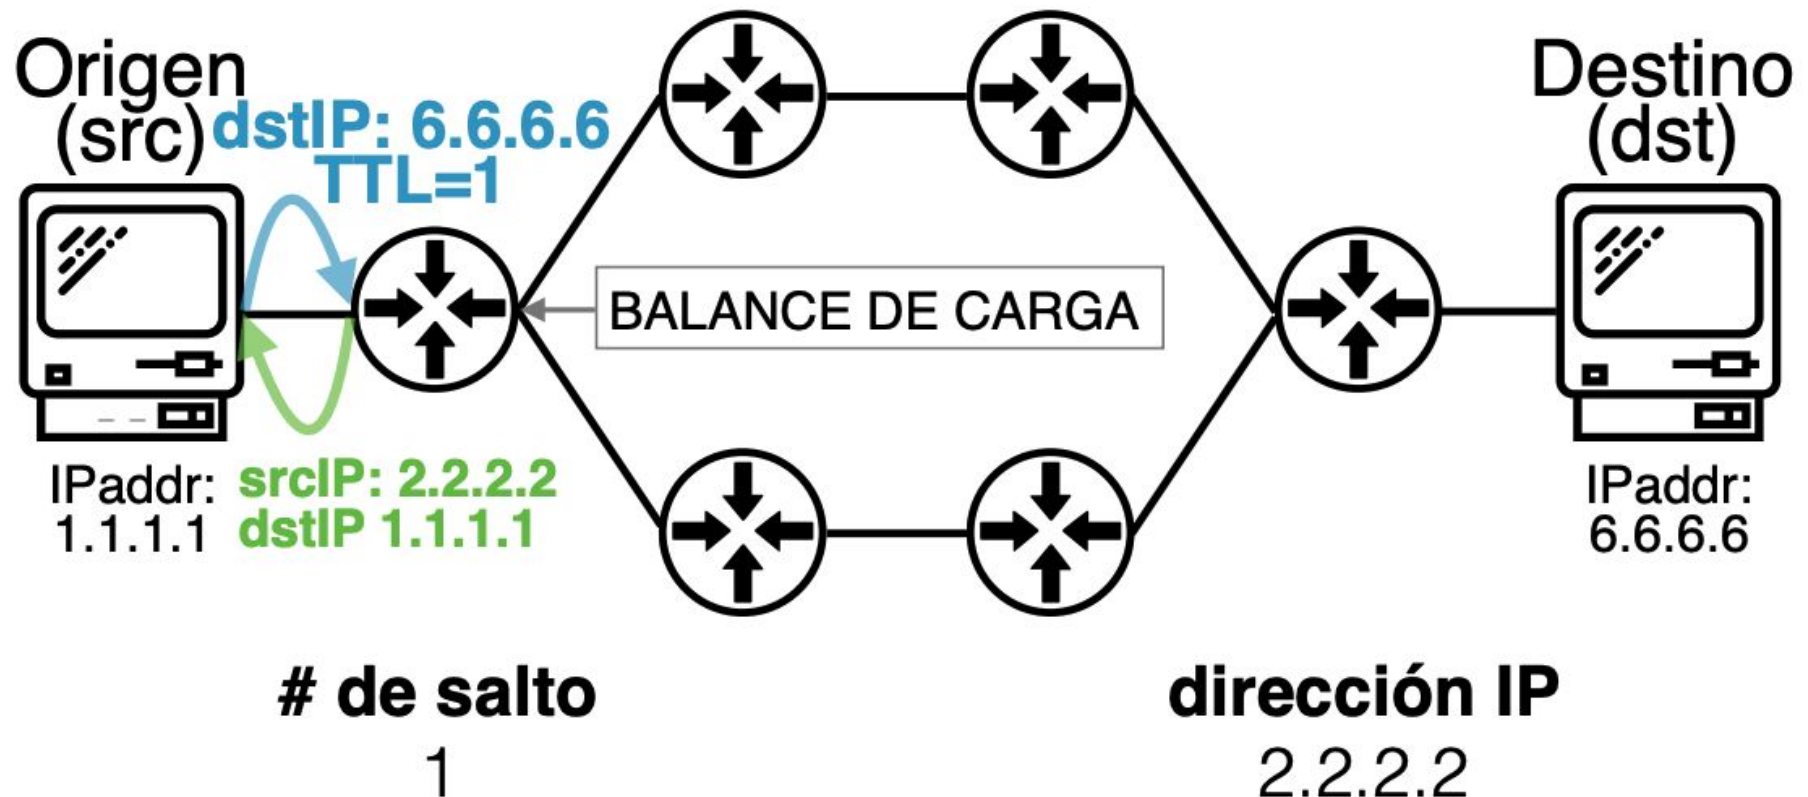 Origen
(src)
dstIP: 6.6.6.6
TTL=1
Destino
(dst)
BALANCE DE CARGA
IPaddr:
1.1.1.1
srcIP: 2.2.2.2
dstIP 1.1.1.1
IPaddr:
6.6.6.6
# de salto
dirección IP
1
2.2.2.2